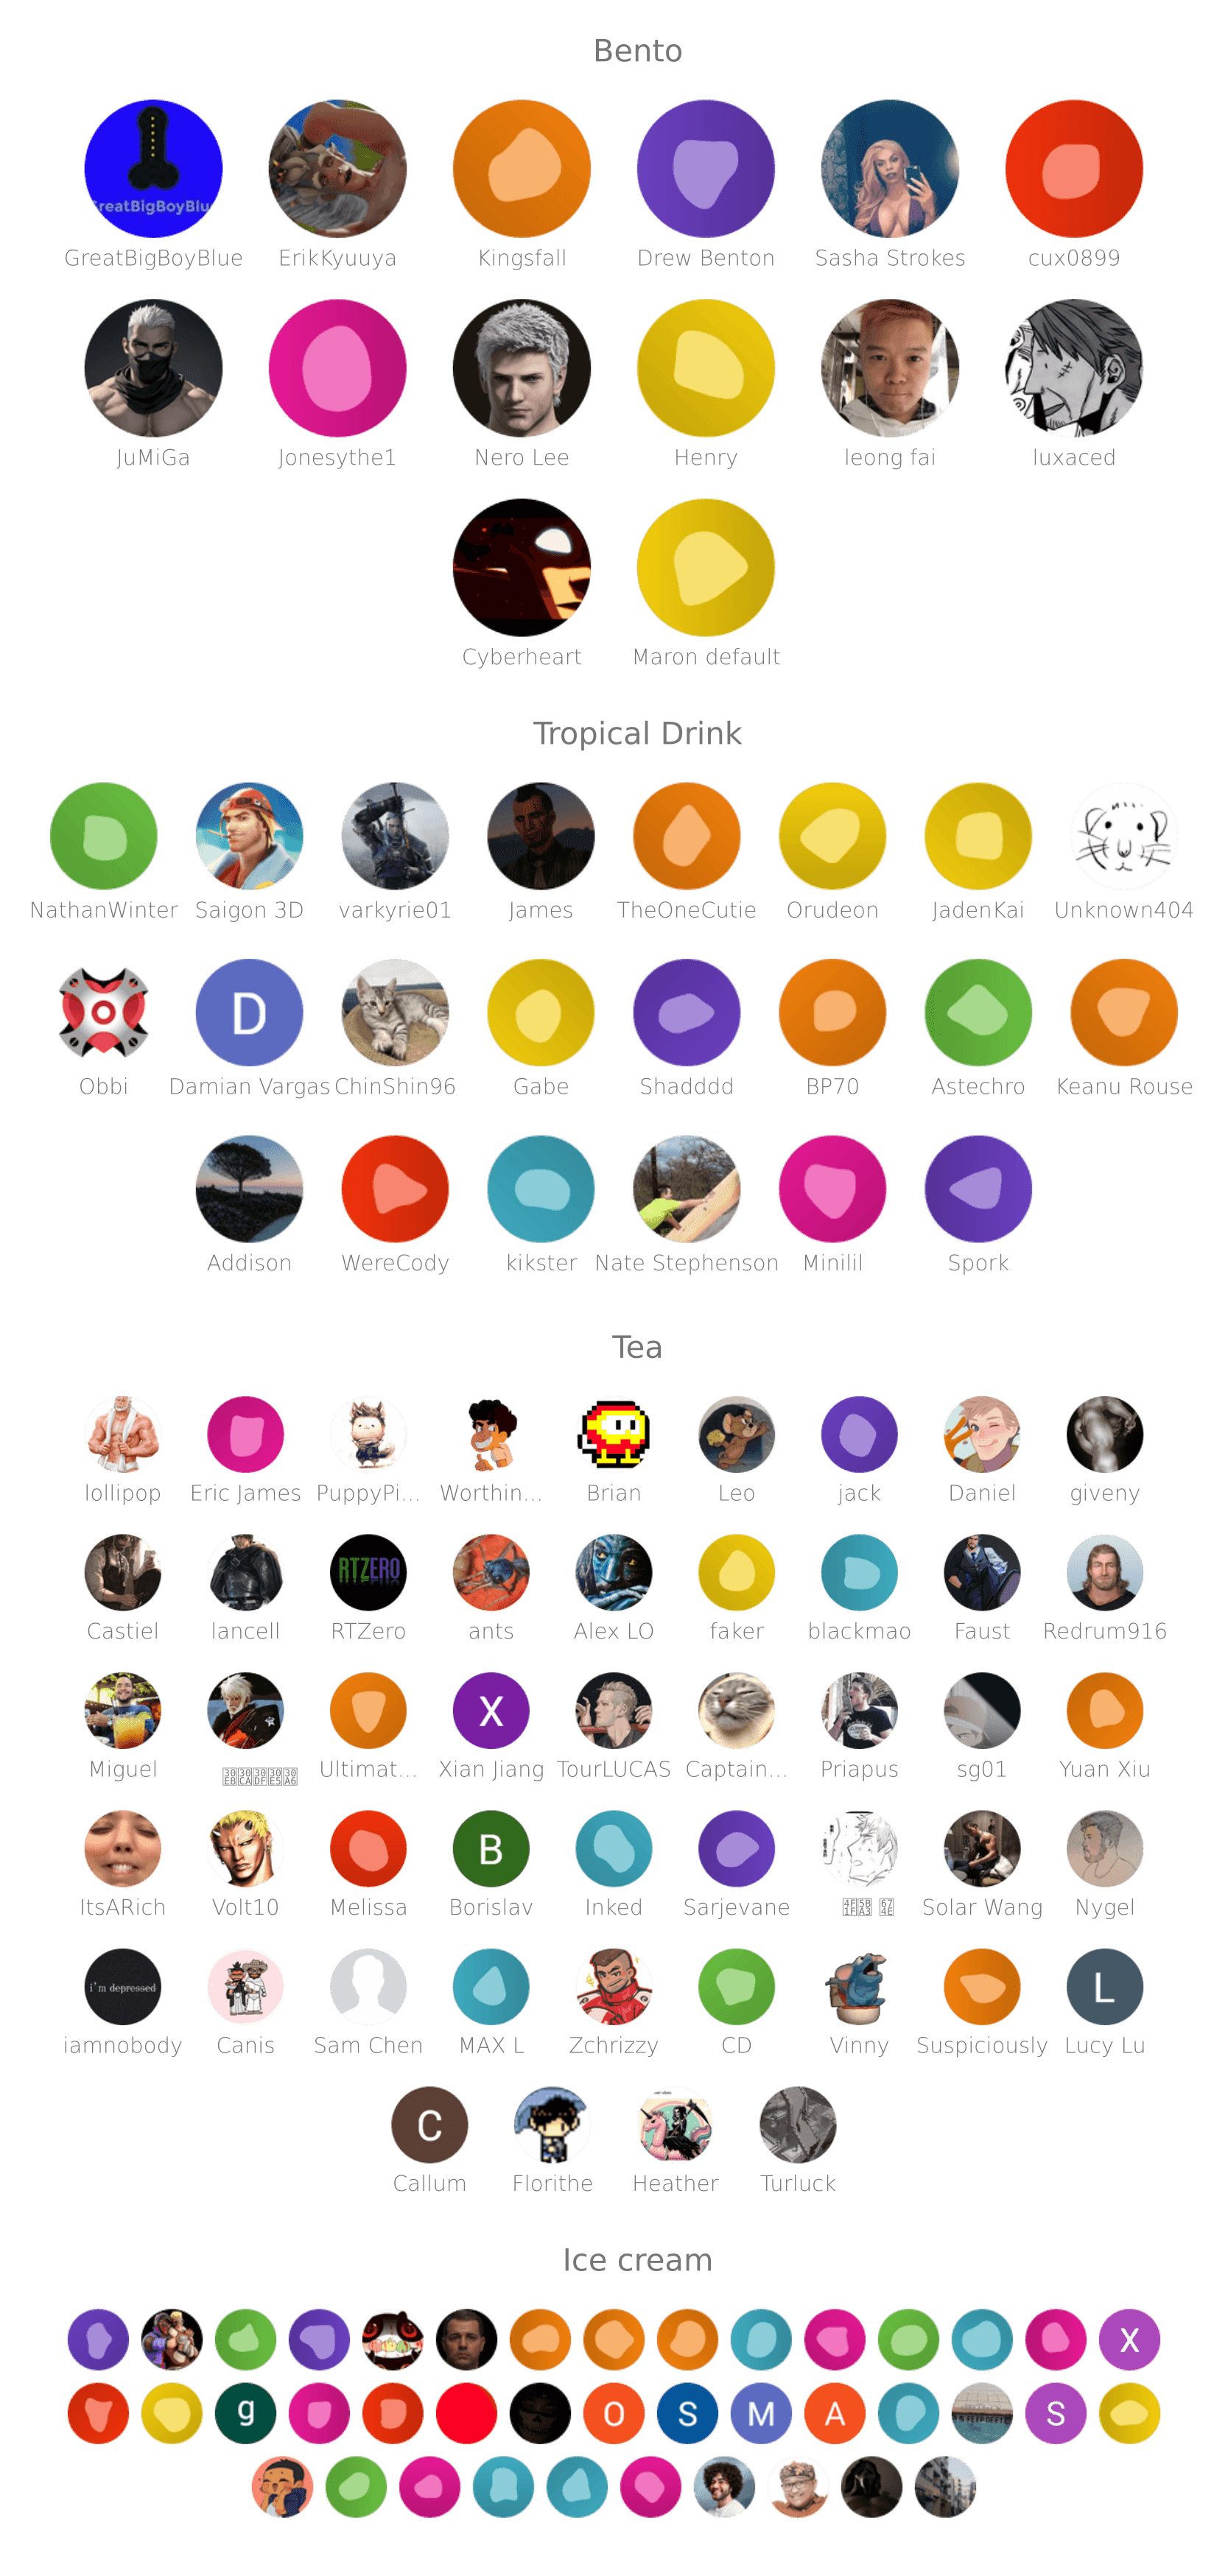 Bento
GreatBigBoyBlu
GreatBigBoyBlue ErikKyuuya Kingsfall Drew Benton Sasha Strokes cux0899
JuMiGa Jonesythe1 Nero Lee Henry leong fai luxaced
Cyberheart Maron default
Tropical Drink
NathanWinter Saigon 3D varkyrie01 James TheOneCutie Orudeon JadenKai Unknown404
D
Obbi Damian Vargas ChinShin96 Gabe Shadddd BP70 Astechro Keanu Rouse
Addison WereCody kikster Nate Stephenson Minilil Spork
Tea
lollipop Eric James PuppyPi... Worthin... Brian Leo jack Daniel giveny
RTZERO
Castiel lancell RTZero ants Alex LO faker blackmao Faust Redrum916
X
Miguel Ultimat... Xian Jiang TourLUCAS Captain... Priapus sg01 Yuan Xiu
B
ItsARich Volt10 Melissa Borislav Inked Sarjevane Solar Wang Nygel
i'm depressed L
iamnobody Canis Sam Chen MAX L Zchrizzy CD Vinny Suspiciously Lucy Lu
C
Callum Florithe Heather Turluck
Ice cream
X
g O S M A S